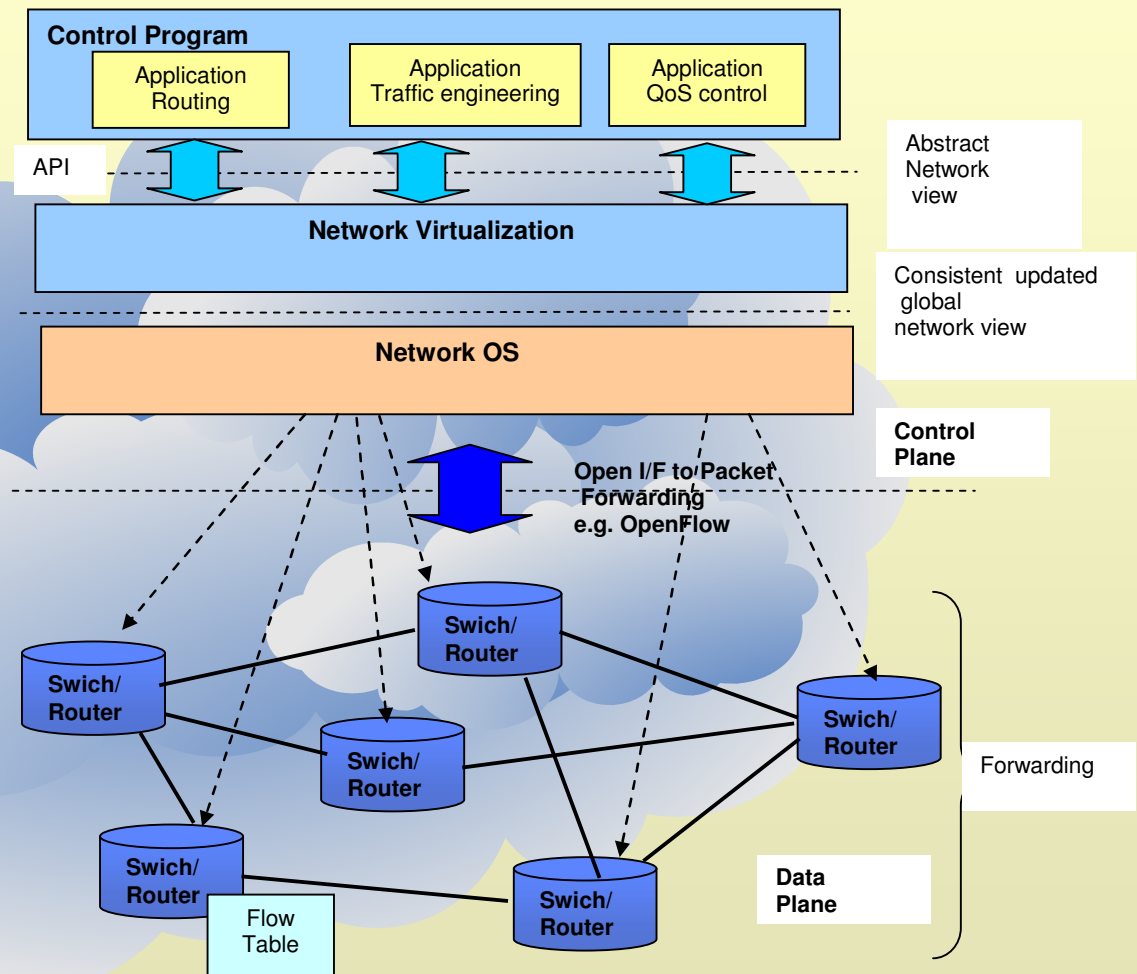 Control Program
Application
Routing
Application
Traffic engineering
Application
QoS control
API
Abstract
Network
view
Network Virtualization
Consistent updated
global
network view
Network OS
Control
Plane
Open I/F to Packet
Forwarding
e.g. OpenFlow
Swich/
Router
Swich/
Router
Swich/
Router
Swich/
Router
Forwarding
Swich/
Router
Swich/
Router
Data
Plane
Flow
Table